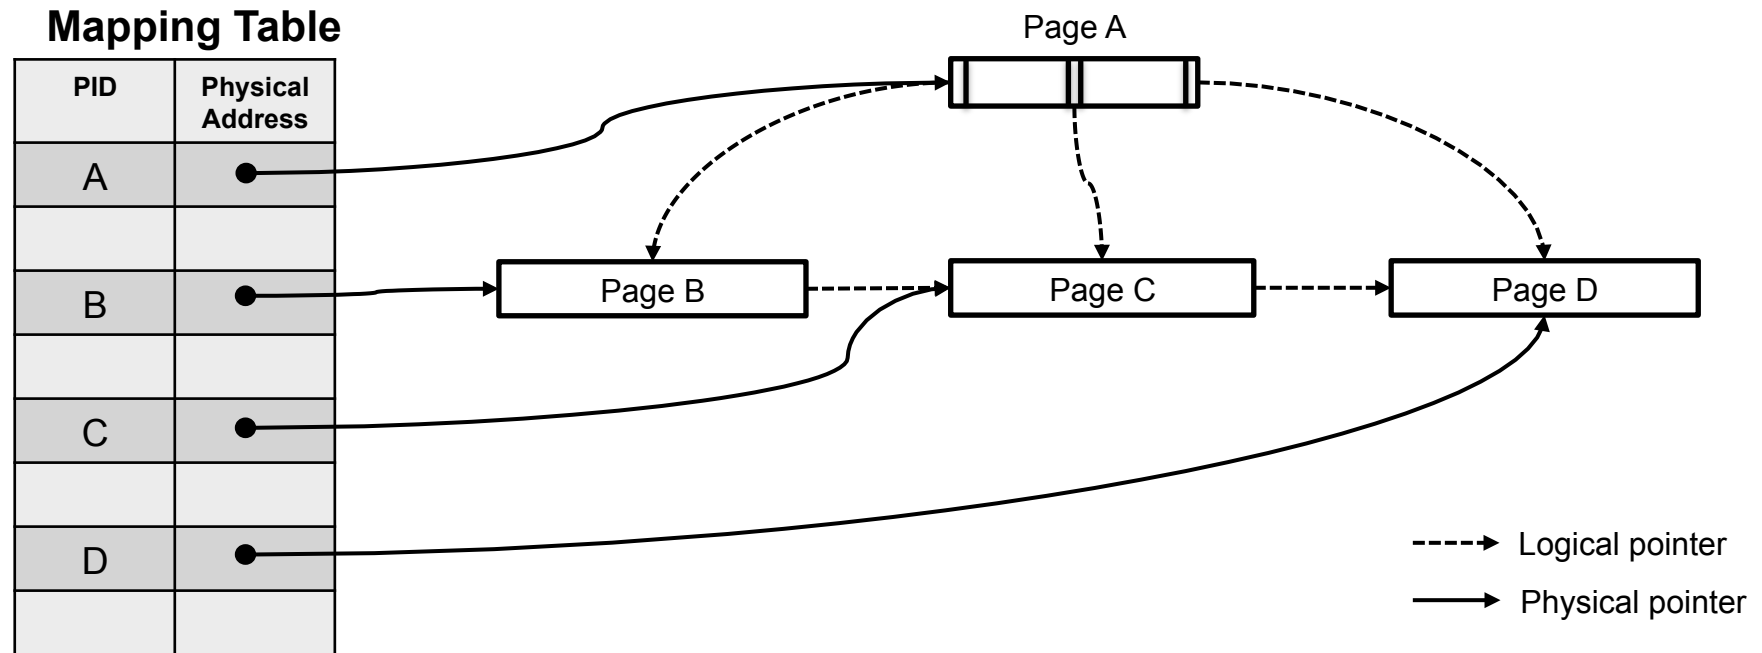 Mapping Table
PID
Physical
Address
A
B
C
D
Page A
Page B
Page C
Page D
Logical pointer
Physical pointer